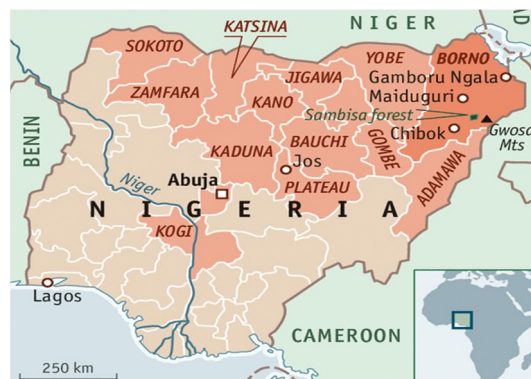 KATSINA
NIGER
SOKOTO
YOBE
BORNO
JIGAWA
Gamboru Ngala
ZAMFARA
KANO
Maiduguri
Sambisa forest
BENIN
KADUNA
BAUCHI
GOMBE
Chibok
Gwosa
Mts
Jos
ADAMAWA
Niger
Abuja
PLATEAU
NIGERIA
KOGI
Lagos
CAMEROON
250 km